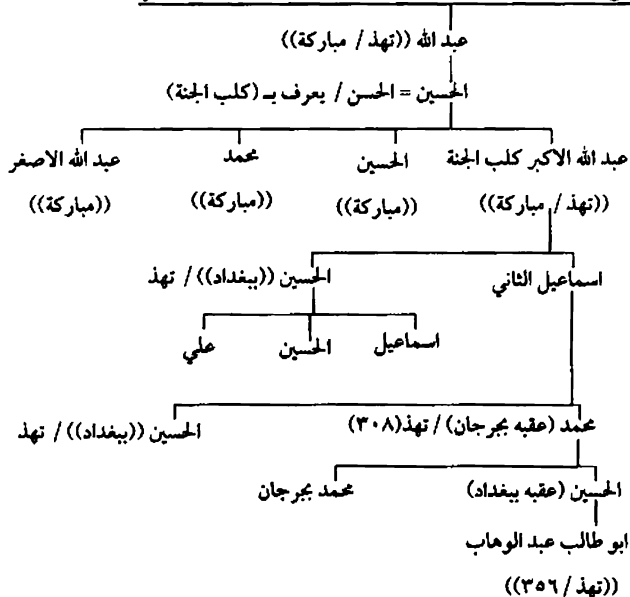 عبد الله ((تهذ / مباركة))
الحسين = الحسن / يعرف بـ (كلب الجنة)
عبد الله الاكبر كلب الجنة الحسين محمد عبد الله الاصغر
((تهذ / مباركة)) ((مباركة)) ((مباركة)) ((مباركة))
اسماعيل الثاني الحسين ((ببغداد)) / تهذ
اسماعيل الحسين علي
محمد (عقبه بجرجان) / تهذ(٣٠٨) الحسين ((ببغداد)) / تهذ
الحسين (عقبه ببغداد) محمد بجرجان
ابو طالب عبد الوهاب
((تهذ / ٣٥٦))